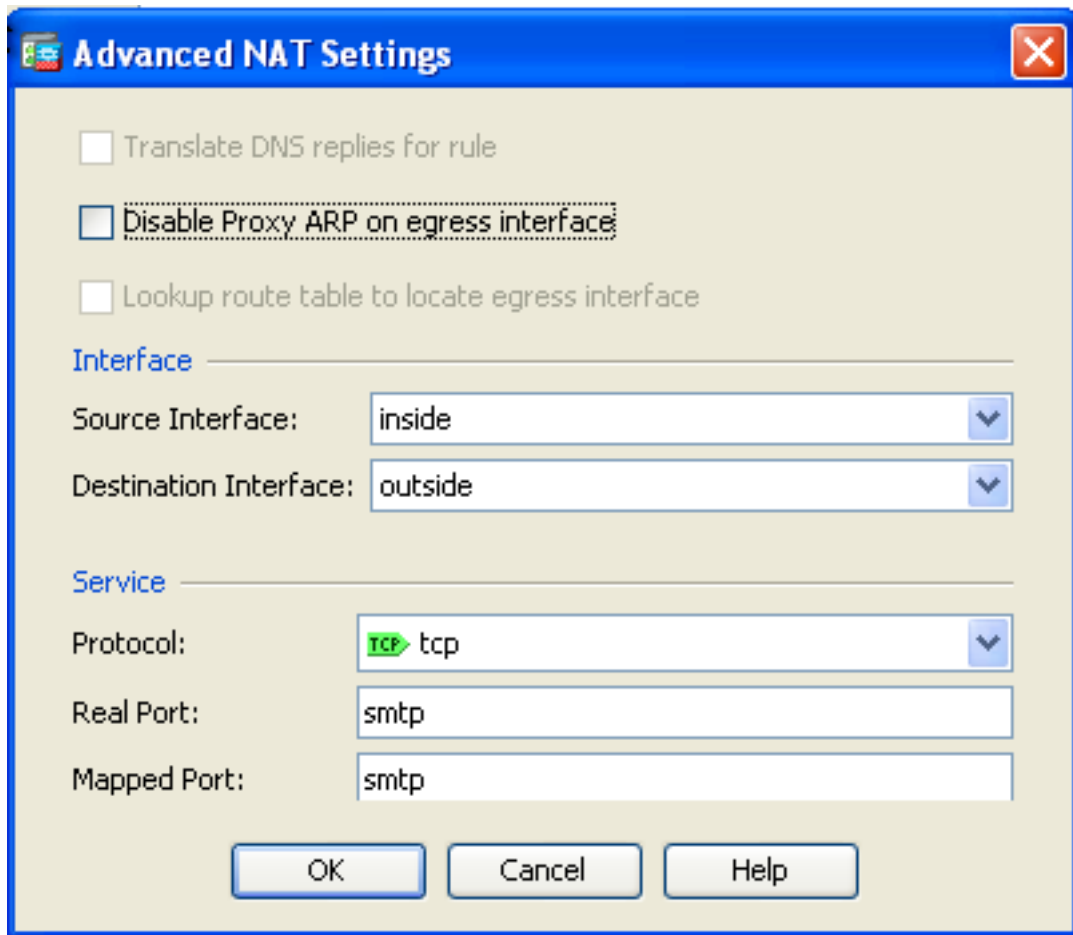 Advanced NAT Settings
Translate DNS replies for rule
Disable Proxy ARP on egress interface
Lookup route table to locate egress interface
Interface
Source Interface: inside
Destination Interface: outside
Service
Protocol: TCP tcp
Real Port: smtp
Mapped Port: smtp
OK Cancel Help